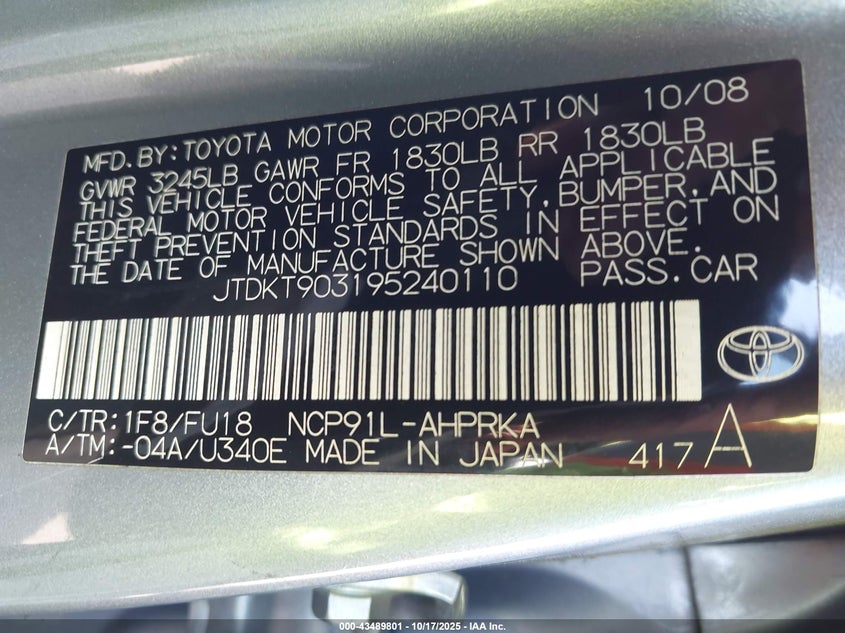 MFD. BY: TOYOTA MOTOR CORPORATION 10/08
GVWR 3245LB GAWR FR 1830LB RR 1830LB
THIS VEHICLE CONFORMS TO ALL APPLICABLE
FEDERAL MOTOR VEHICLE SAFETY, BUMPER, AND
THEFT PREVENTION STANDARDS IN EFFECT ON
THE DATE OF MANUFACTURE SHOWN ABOVE.
JTDKT903195240110 PASS. CAR
C/TR: 1F8/FU18 NCP91L-AHPRKA
A/TM: -04A/U340E MADE IN JAPAN 417 A
000-43489801 - 10/17/2025 - IAA Inc.